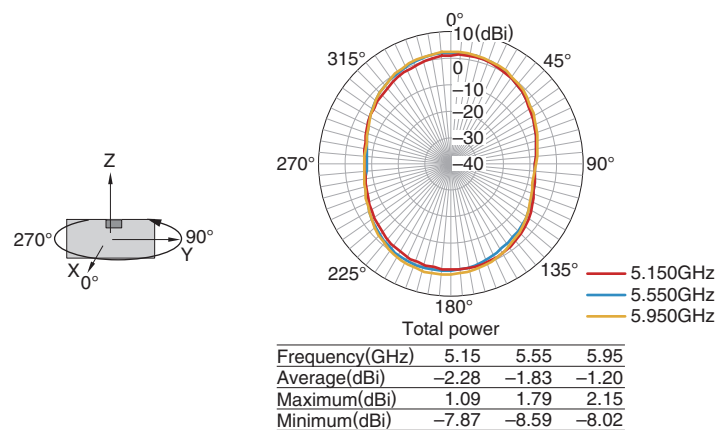 Z
270°
90°
Y
X
0°
0°
10(dBi)
315°
45°
0
–10
–20
–30
270°
–40
90°
225°
135°
180°
5.150GHz
5.550GHz
5.950GHz
Total power
Frequency(GHz) 5.15 5.55 5.95
Average(dBi) –2.28 –1.83 –1.20
Maximum(dBi) 1.09 1.79 2.15
Minimum(dBi) –7.87 –8.59 –8.02